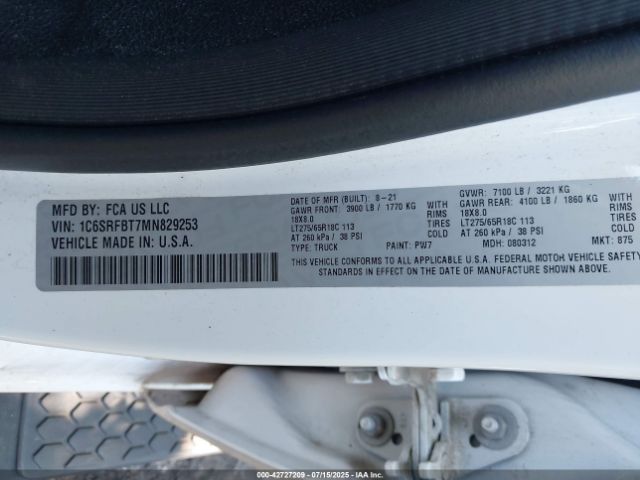 MFD BY: FCA US LLC
VIN: 1C6SRFBT7MN829253
VEHICLE MADE IN: U.S.A.
DATE OF MFR (BUILT): 8-21
GAWR FRONT: 3900 LB / 1770 KG WITH
18X8.0 RIMS
LT275/65R18C 113 TIRES
AT 260 kPa / 38 PSI COLD
TYPE: TRUCK PAINT: PW7
GVWR: 7100 LB / 3221 KG
GAWR REAR: 4100 LB / 1860 KG WITH
18X8.0 RIMS
LT275/65R18C 113 TIRES
AT 260 kPa / 38 PSI COLD
MDH: 080312 MKT: 875
THIS VEHICLE CONFORMS TO ALL APPLICABLE U.S.A. FEDERAL MOTOR VEHICLE SAFETY
STANDARDS IN EFFECT ON THE DATE OF MANUFACTURE SHOWN ABOVE.
000-42727209 07/15/2025 - IAAI.COM